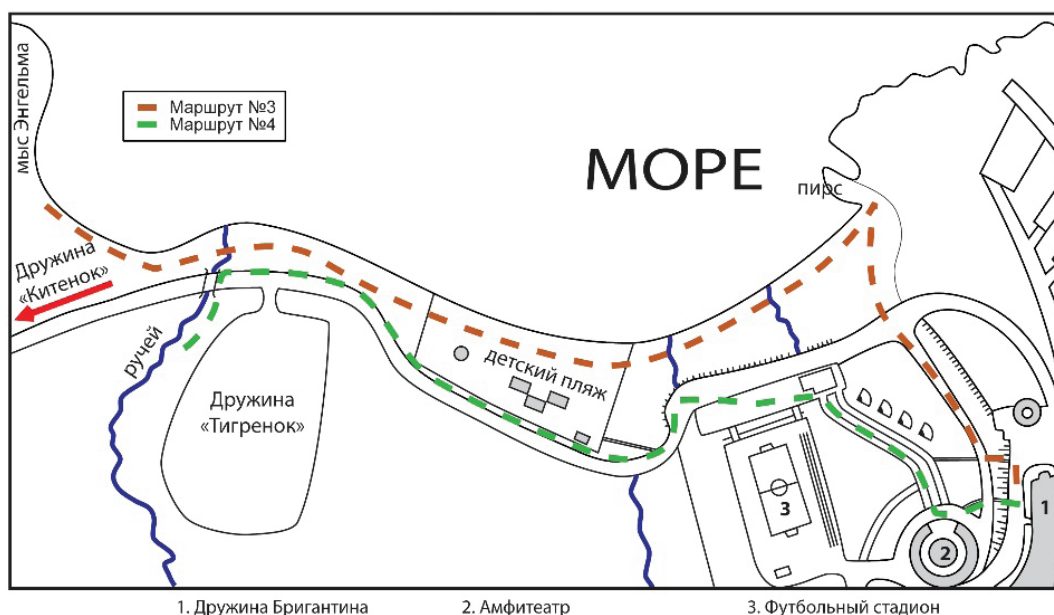 мыс Энгельма
Маршрут №3
Маршрут №4
МОРЕ
пирс
Дружина
«Китенок»
ручей
детский пляж
Дружина
«Тигренок»
3
1
2
1. Дружина Бригантина
2. Амфитеатр
3. Футбольный стадион